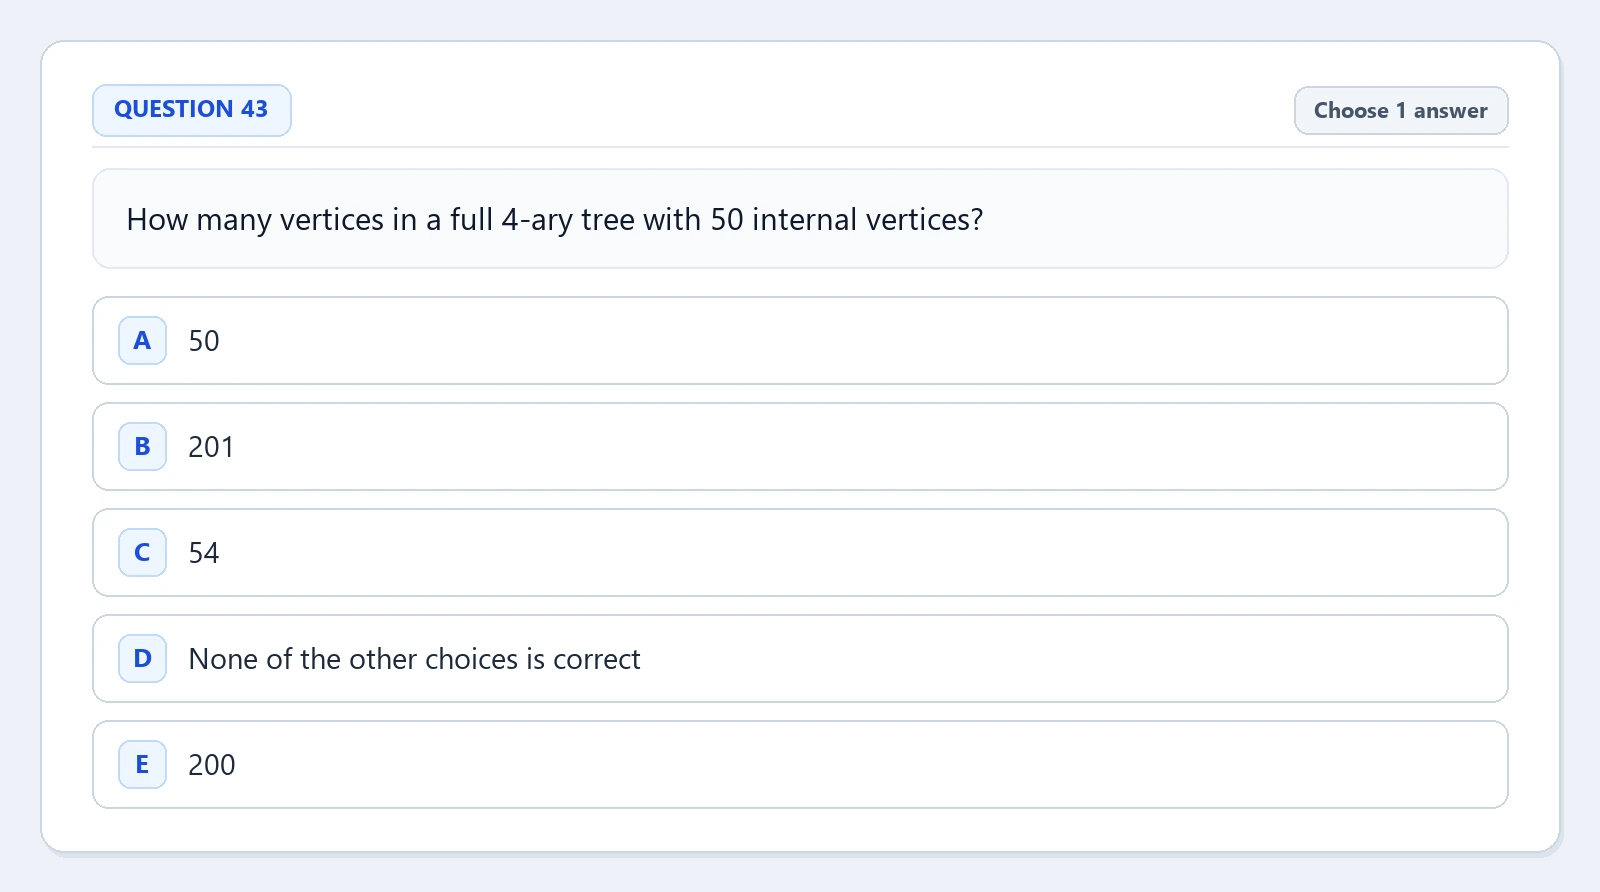 QUESTION 43
Choose 1 answer
How many vertices in a full 4-ary tree with 50 internal vertices?
A 50
B 201
C 54
D None of the other choices is correct
E 200